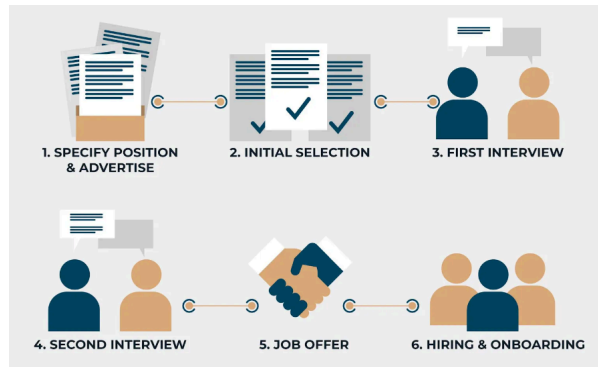 1. SPECIFY POSITION
& ADVERTISE
2. INITIAL SELECTION
3. FIRST INTERVIEW
4. SECOND INTERVIEW
5. JOB OFFER
6. HIRING & ONBOARDING